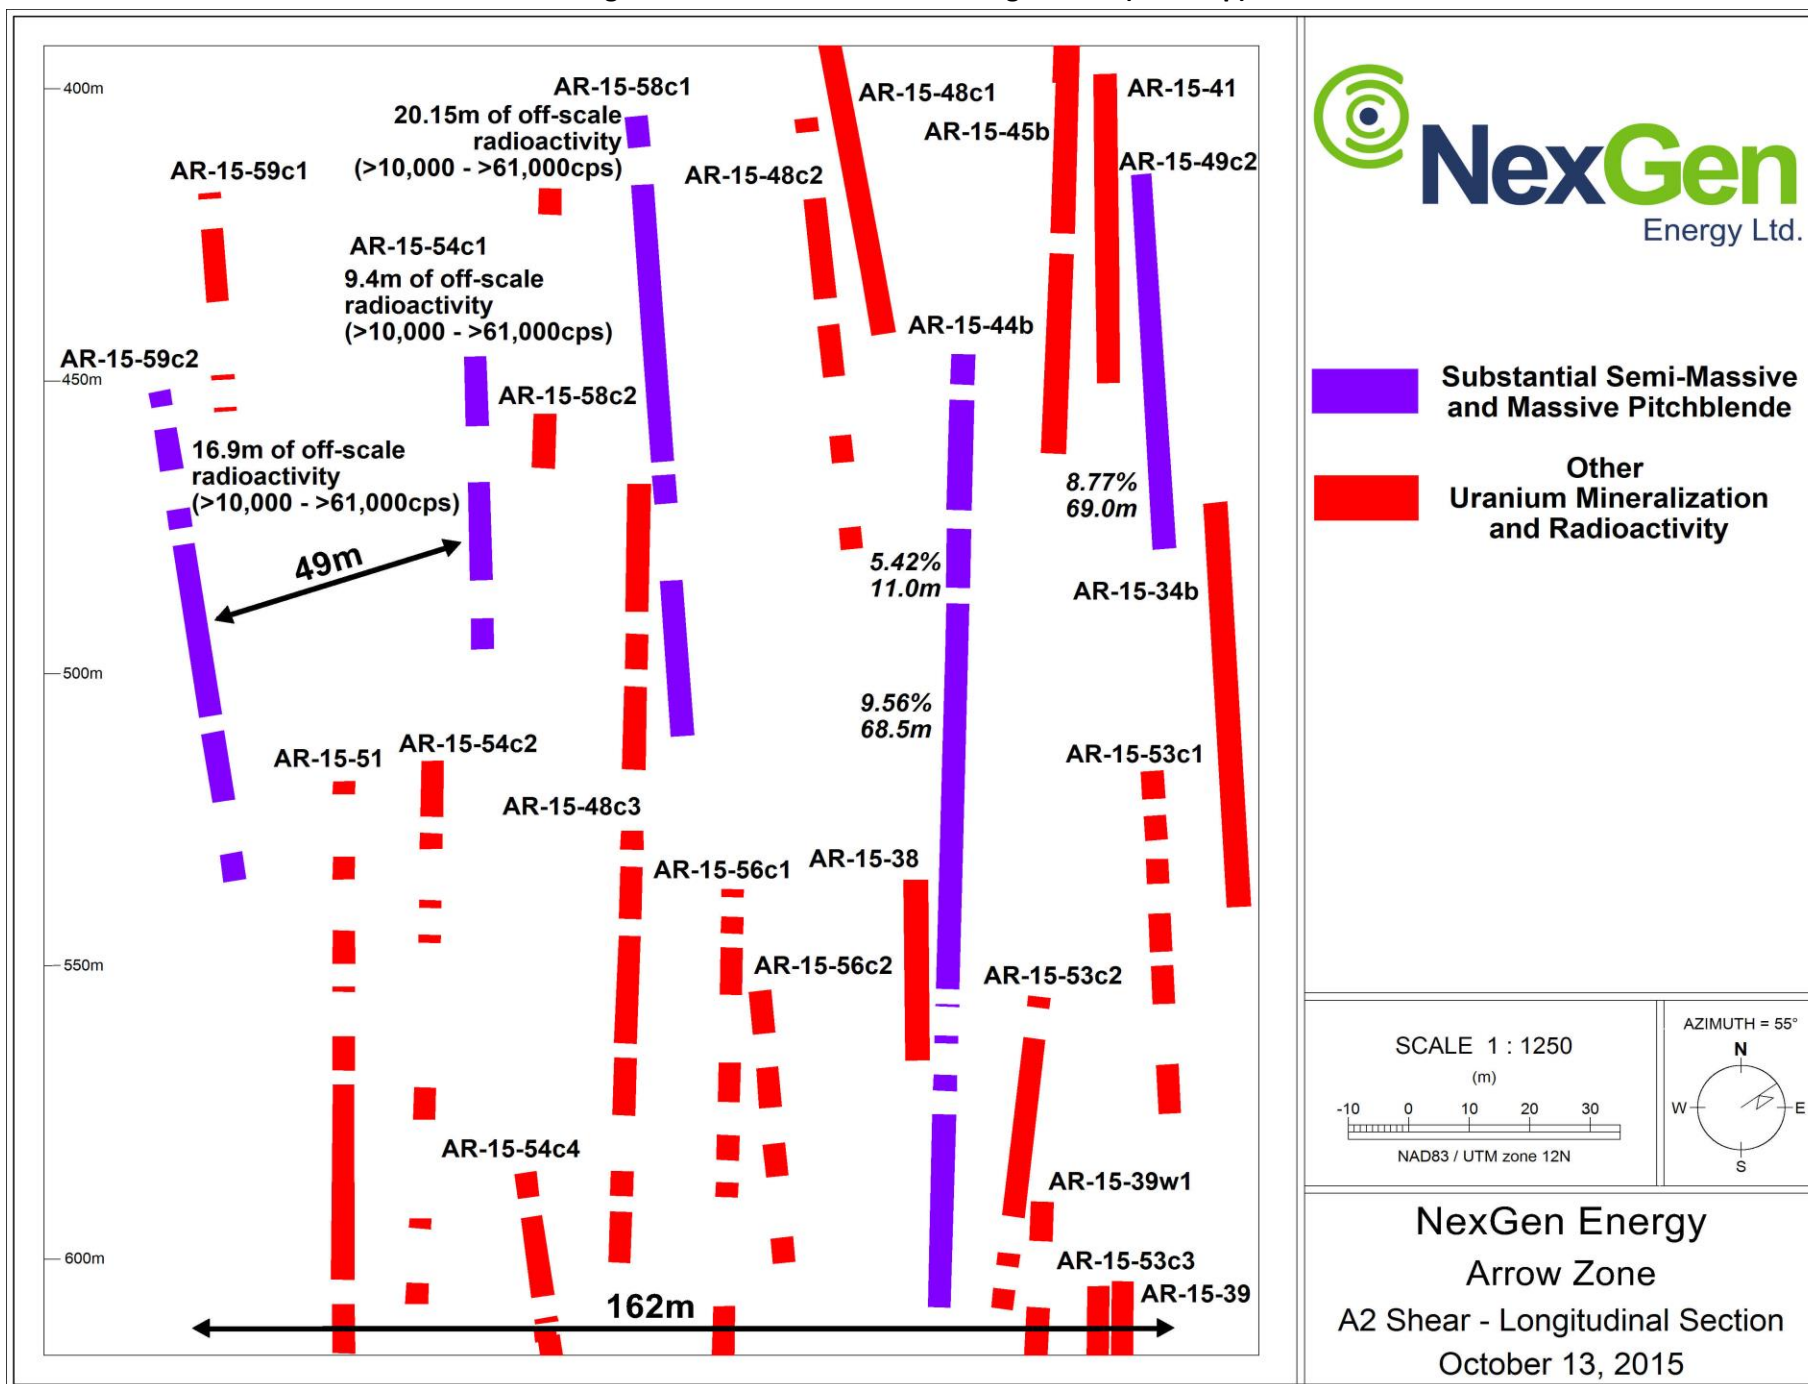 400m
450m
500m
550m
600m
AR-15-58c1
20.15m of off-scale
radioactivity
(>10,000 - >61,000cps)
AR-15-59c1
AR-15-54c1
9.4m of off-scale
radioactivity
(>10,000 - >61,000cps)
AR-15-59c2
16.9m of off-scale
radioactivity
(>10,000 - >61,000cps)
49m
AR-15-58c2
AR-15-48c1
AR-15-48c2
AR-15-45b
AR-15-41
AR-15-49c2
AR-15-44b
8.77%
69.0m
5.42%
11.0m
AR-15-34b
9.56%
68.5m
AR-15-51
AR-15-54c2
AR-15-48c3
AR-15-56c1
AR-15-38
AR-15-53c1
AR-15-56c2
AR-15-53c2
AR-15-54c4
AR-15-39w1
AR-15-53c3
AR-15-39
162m
NexGen
Energy Ltd.
Substantial Semi-Massive
and Massive Pitchblende
Other
Uranium Mineralization
and Radioactivity
SCALE 1 : 1250
(m)
-10 0 10 20 30
NAD83 / UTM zone 12N
AZIMUTH = 55°
N
W E
S
NexGen Energy
Arrow Zone
A2 Shear - Longitudinal Section
October 13, 2015